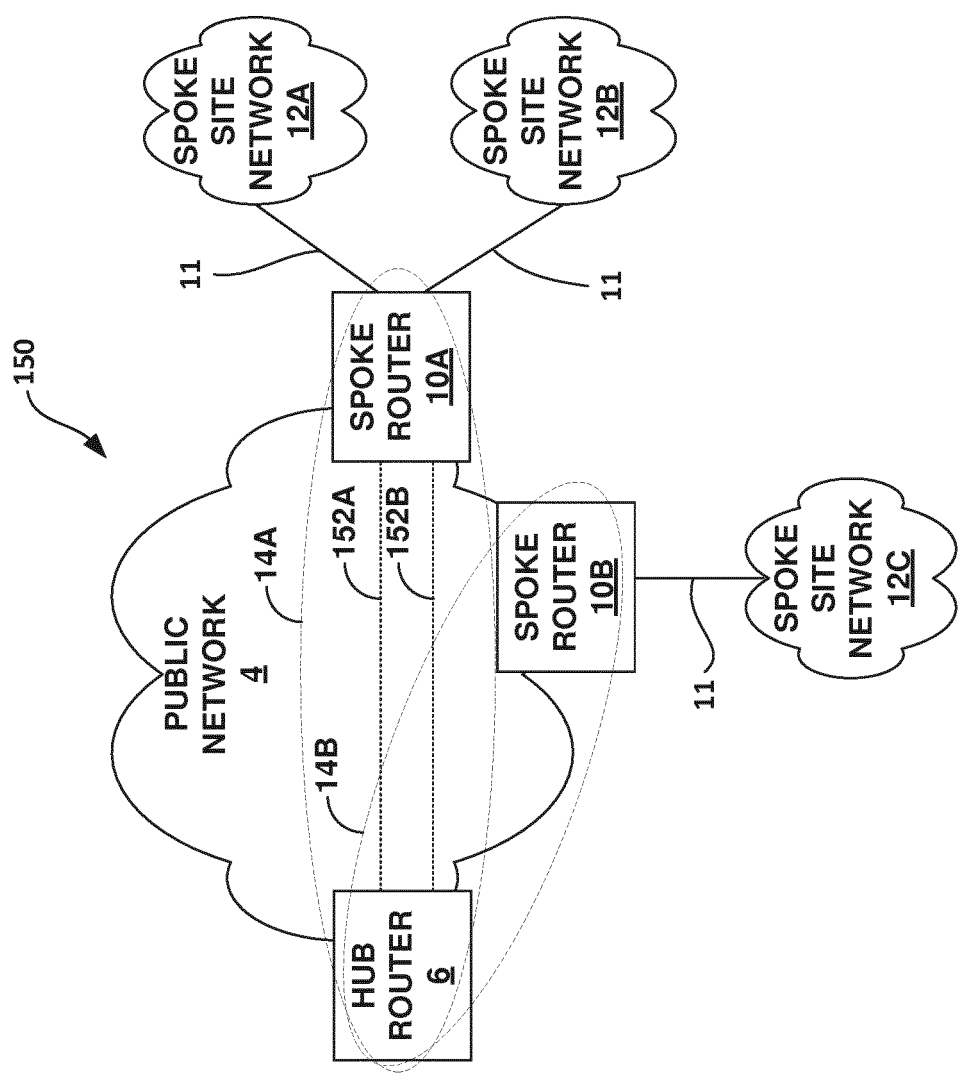 150
PUBLIC
NETWORK
4
HUB
ROUTER
6
14B
14A
152A
152B
SPOKE
ROUTER
10A
SPOKE
ROUTER
10B
11
11
11
SPOKE
SITE
NETWORK
12A
SPOKE
SITE
NETWORK
12B
SPOKE
SITE
NETWORK
12C